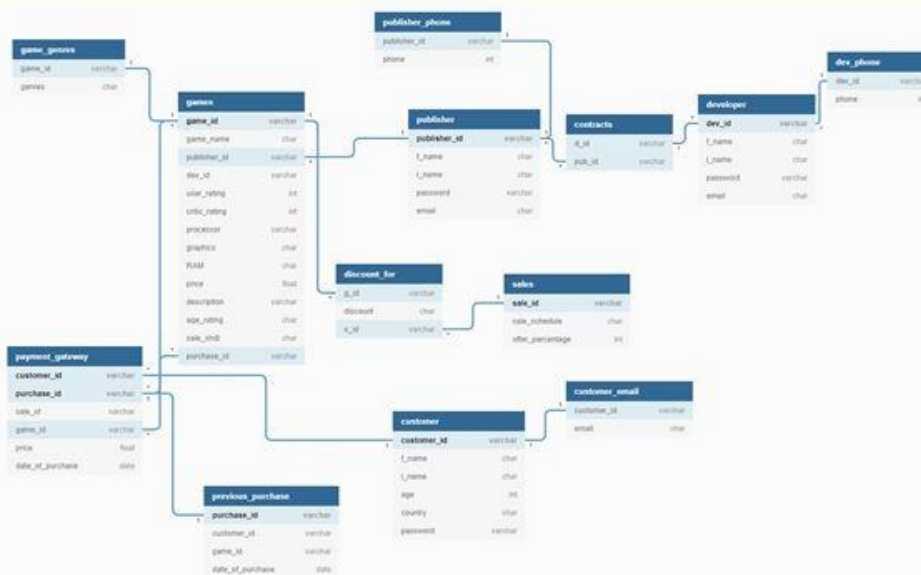 publisher_phone
publisher_id varchar
phone int
game_genres
game_id varchar
genres char
dev_phone
dev_id
phone
games
game_id varchar
game_name char
publisher_id varchar
dev_id varchar
user_rating int
critic_rating int
processor varchar
graphics char
RAM char
price float
description varchar
age_rating char
char
purchase_id varchar
publisher
publisher_id varchar
f_name char
l_name char
password varchar
email char
contracts
d_id varchar
pub_id varchar
developer
dev_id varchar
f_name char
l_name char
password varchar
email char
discount_for
g_id varchar
discount char
s_id varchar
sales
sale_id varchar
sale_schedule char
offer_percentage int
payment_gateway
customer_id varchar
purchase_id varchar
sale_id varchar
game_id varchar
price float
date_of_purchase date
customer_email
customer_id varchar
email char
customer
customer_id varchar
f_name char
l_name char
age int
country char
password varchar
previous_purchase
purchase_id varchar
customer_id varchar
game_id varchar
date_of_purchase date